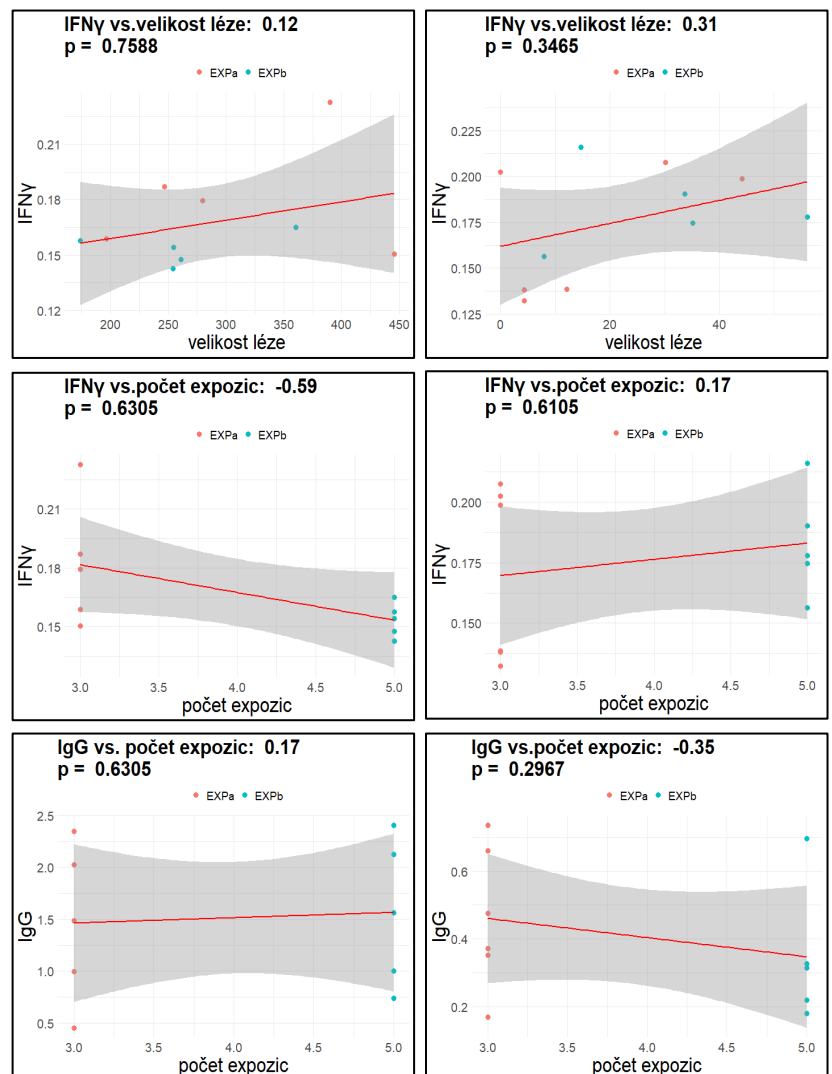 IFNγ vs.velikost léze: 0.12
p = 0.7588
EXPa EXPb
IFNγ
0.21
0.18
0.15
0.12
200 250 300 350 400 450
velikost léze
IFNγ vs.velikost léze: 0.31
p = 0.3465
EXPa EXPb
IFNγ
0.225
0.200
0.175
0.150
0.125
0 20 40
velikost léze
IFNγ vs.počet expozic: -0.59
p = 0.6305
EXPa EXPb
IFNγ
0.21
0.18
0.15
3.0 3.5 4.0 4.5 5.0
počet expozic
IFNγ vs.počet expozic: 0.17
p = 0.6105
EXPa EXPb
IFNγ
0.200
0.175
0.150
3.0 3.5 4.0 4.5 5.0
počet expozic
IgG vs. počet expozic: 0.17
p = 0.6305
EXPa EXPb
IgG
2.5
2.0
1.5
1.0
0.5
3.0 3.5 4.0 4.5 5.0
počet expozic
IgG vs.počet expozic: -0.35
p = 0.2967
EXPa EXPb
IgG
0.6
0.4
0.2
3.0 3.5 4.0 4.5 5.0
počet expozic